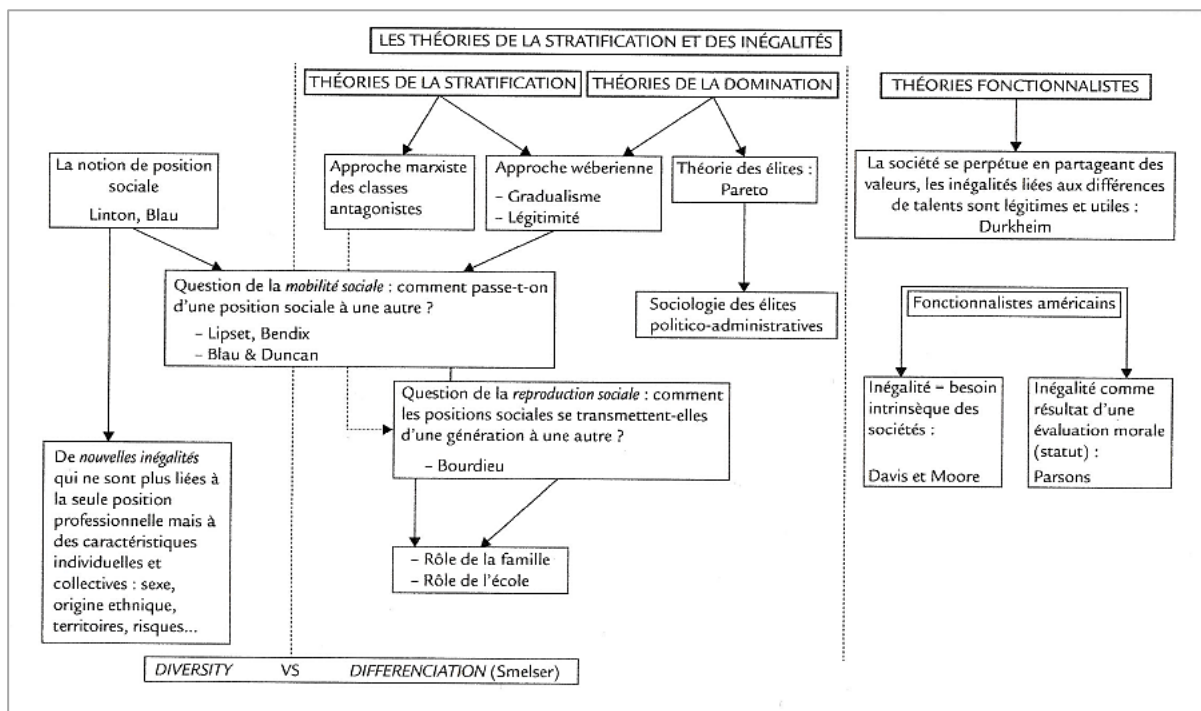 LES THÉORIES DE LA STRATIFICATION ET DES INÉGALITÉS
THÉORIES DE LA STRATIFICATION
THÉORIES DE LA DOMINATION
THÉORIES FONCTIONNALISTES
La notion de position
sociale
Linton, Blau
Approche marxiste
des classes
antagonistes
Approche wéberienne
– Gradualisme
– Légitimité
Théorie des élites :
Pareto
La société se perpétue en partageant des
valeurs, les inégalités liées aux différences
de talents sont légitimes et utiles :
Durkheim
Question de la mobilité sociale : comment passe-t-on
d'une position sociale à une autre ?
– Lipset, Bendix
– Blau & Duncan
Sociologie des élites
politico-administratives
Fonctionnalistes américains
Question de la reproduction sociale : comment
les positions sociales se transmettent-elles
d'une génération à une autre ?
– Bourdieu
Inégalité – besoin
intrinsèque des
sociétés :
Davis et Moore
Inégalité comme
résultat d'une
évaluation morale
(statut) :
Parsons
De nouvelles inégalités
qui ne sont plus liées à
la seule position
professionnelle mais à
des caractéristiques
individuelles et
collectives : sexe,
origine ethnique,
territoires, risques...
– Rôle de la famille
– Rôle de l'école
DIVERSITY VS DIFFERENCIATION (Smelser)